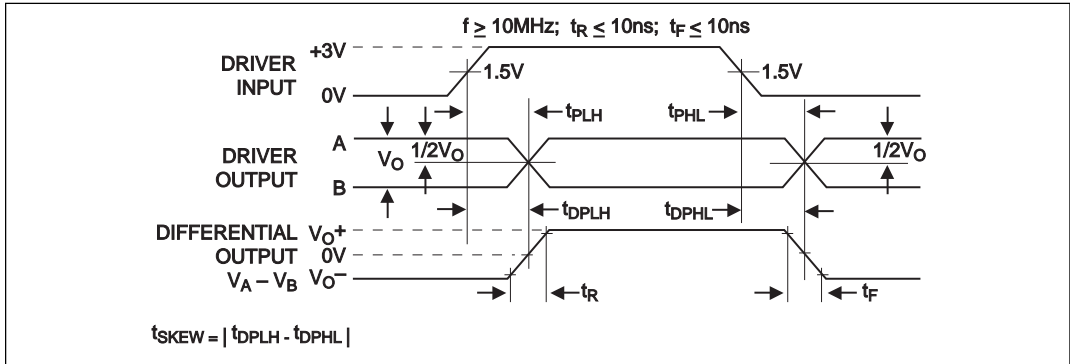 f ≥ 10MHz; tR ≤ 10ns; tF ≤ 10ns
+3V
DRIVER
INPUT
1.5V
1.5V
0V
tPLH
tPHL
A
VO
1/2VO
1/2VO
DRIVER
OUTPUT
B
tDPLH
tDPHL
DIFFERENTIAL
OUTPUT
VA – VB
VO+
0V
VO–
tR
tF
tSKEW = | tDPLH - tDPHL |